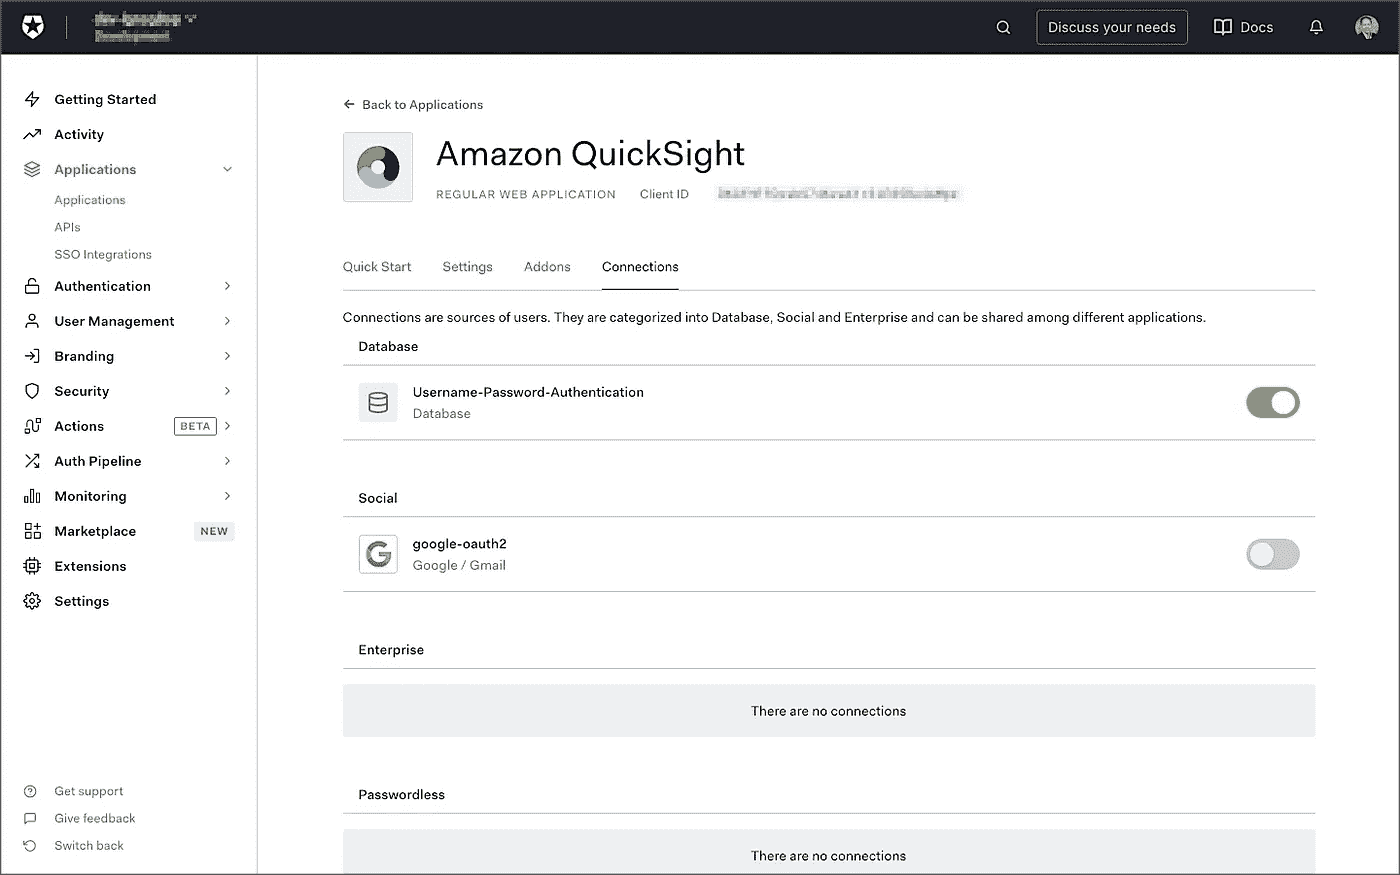 Discuss your needs
Docs
Getting Started
Activity
Applications
Applications
APIs
SSO Integrations
Authentication
User Management
Branding
Security
Actions BETA
Auth Pipeline
Monitoring
Marketplace NEW
Extensions
Settings
Get support
Give feedback
Switch back
Back to Applications
Amazon QuickSight
REGULAR WEB APPLICATION Client ID
Quick Start Settings Addons Connections
Connections are sources of users. They are categorized into Database, Social and Enterprise and can be shared among different applications.
Database
Username-Password-Authentication
Database
Social
google-oauth2
Google / Gmail
Enterprise
There are no connections
Passwordless
There are no connections